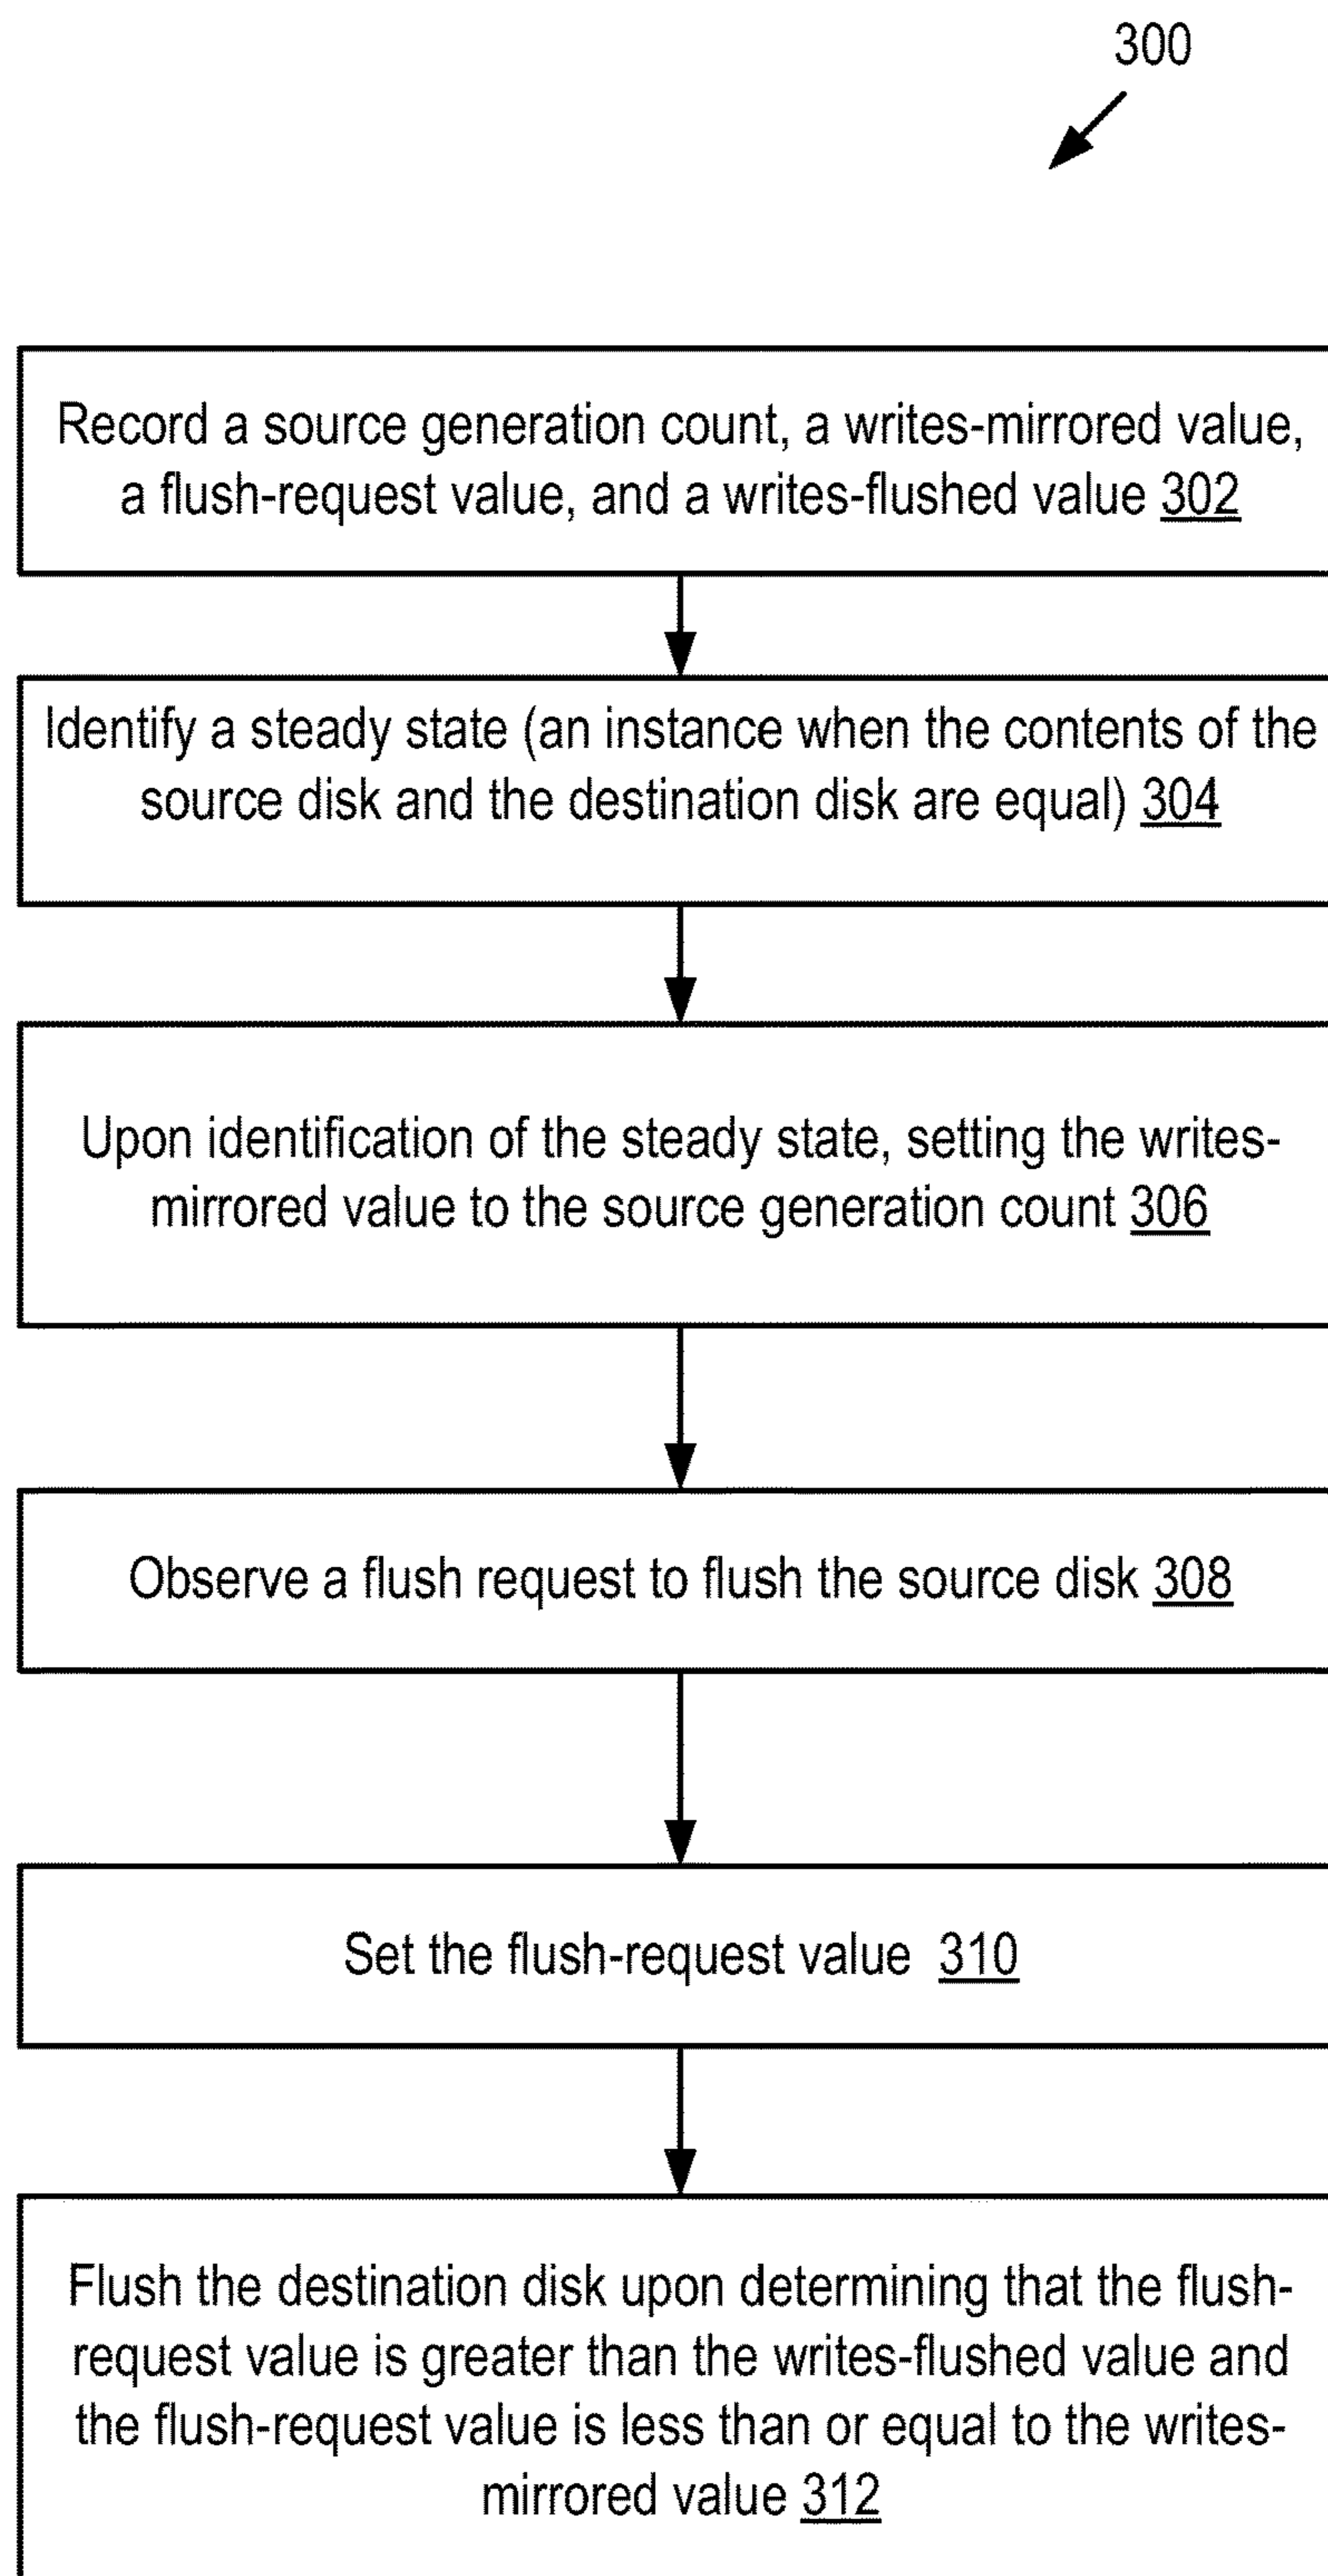 300
Record a source generation count, a writes-mirrored value,
a flush-request value, and a writes-flushed value 302
Identify a steady state (an instance when the contents of the
source disk and the destination disk are equal) 304
Upon identification of the steady state, setting the writes-
mirrored value to the source generation count 306
Observe a flush request to flush the source disk 308
Set the flush-request value 310
Flush the destination disk upon determining that the flush-
request value is greater than the writes-flushed value and
the flush-request value is less than or equal to the writes-
mirrored value 312